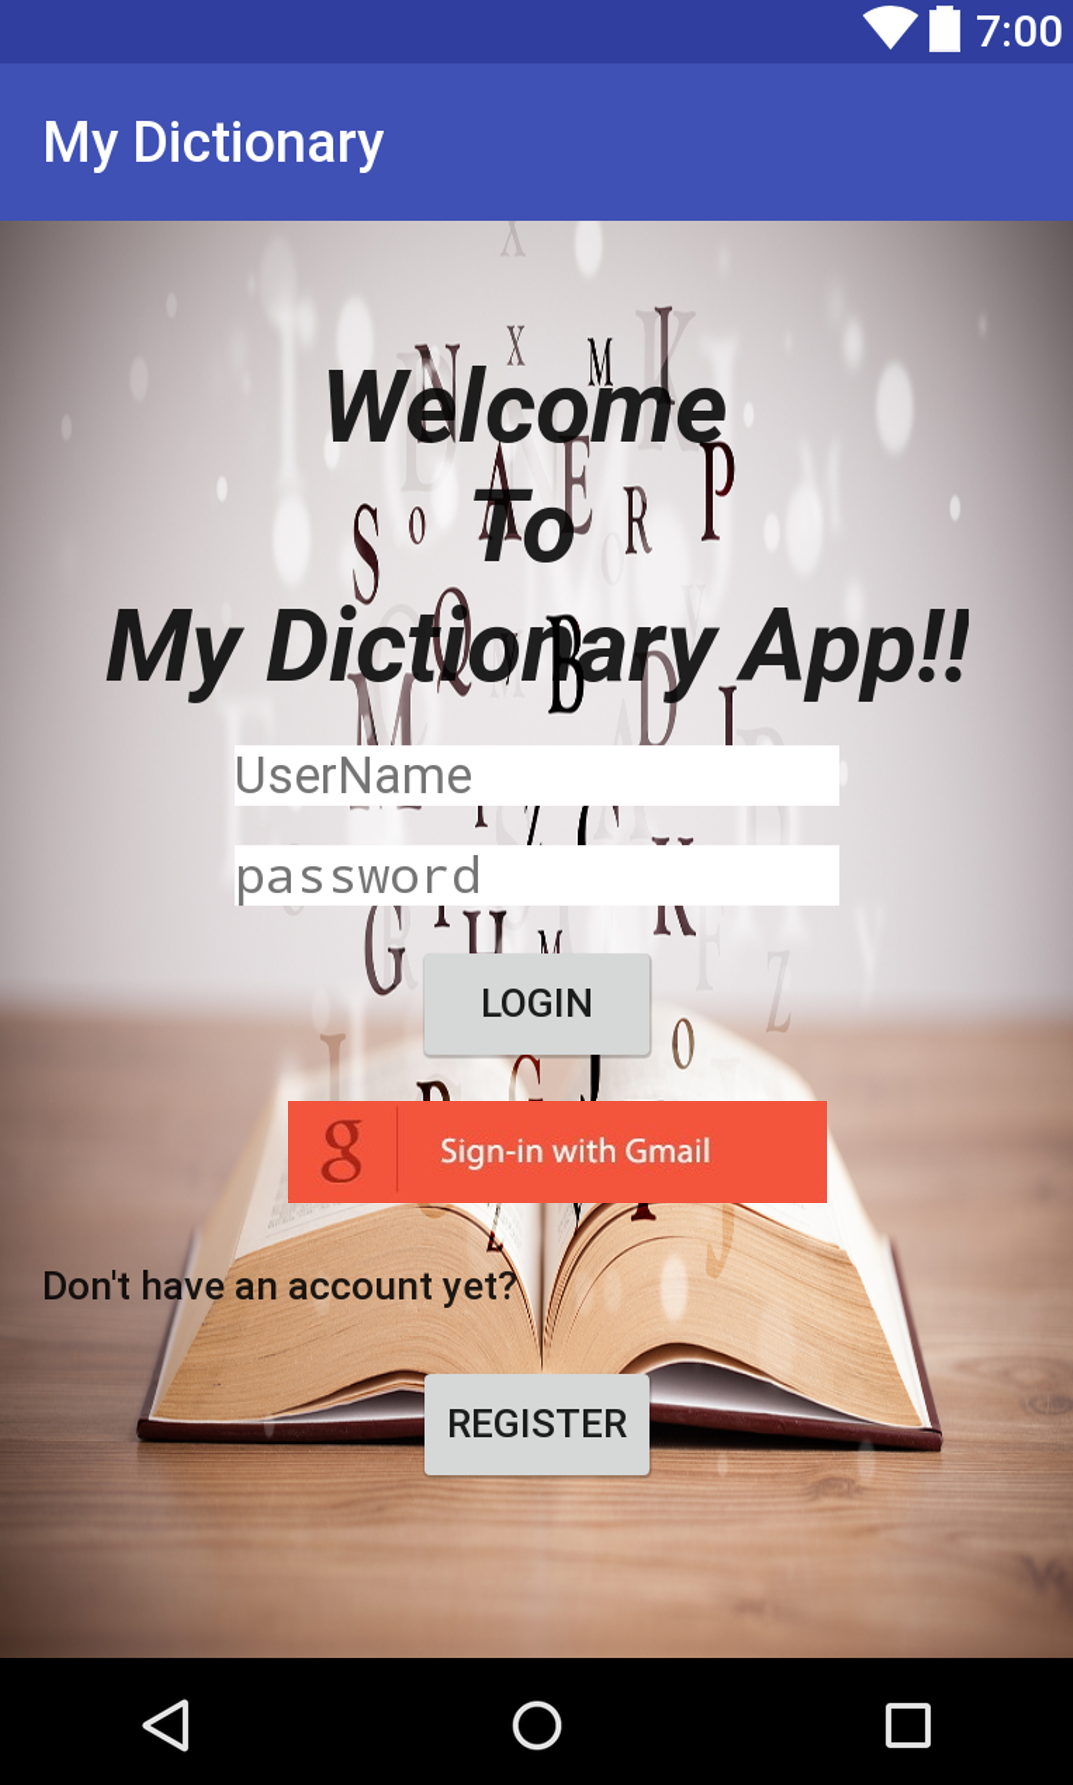 7:00
My Dictionary
Welcome
To
My Dictionary App!!
UserName
password
LOGIN
g Sign-in with Gmail
Don't have an account yet?
REGISTER